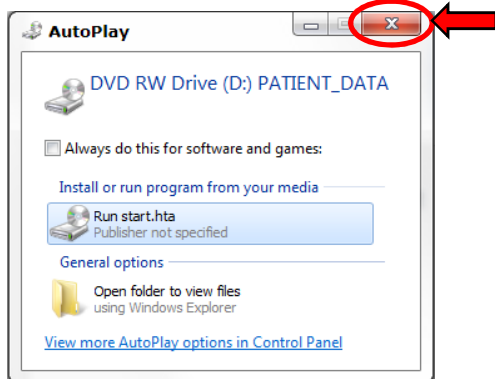 AutoPlay
DVD RW Drive (D:) PATIENT_DATA
Always do this for software and games:
Install or run program from your media
Run start.hta
Publisher not specified
General options
Open folder to view files
using Windows Explorer
View more AutoPlay options in Control Panel